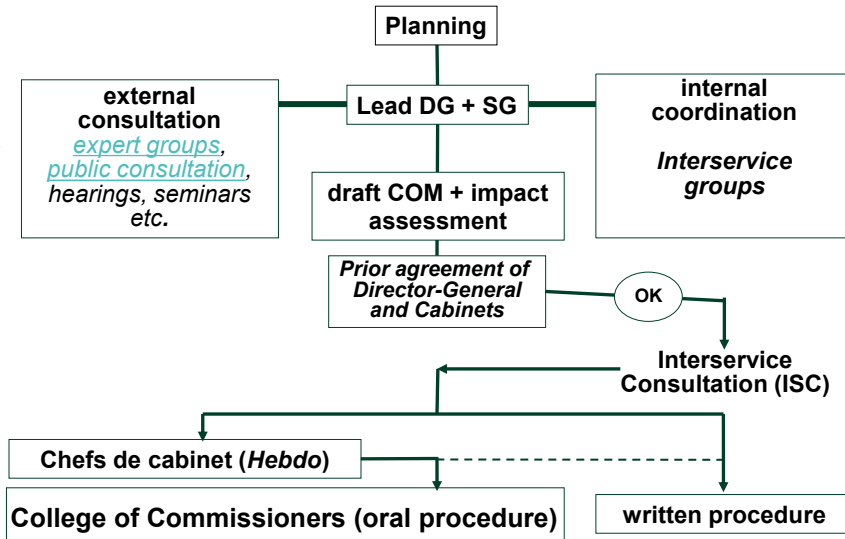 Planning
external
consultation
expert groups,
public consultation,
hearings, seminars
etc.
Lead DG + SG
internal
coordination
Interservice
groups
draft COM + impact
assessment
Prior agreement of
Director-General
and Cabinets
OK
Interservice
Consultation (ISC)
Chefs de cabinet (Hebdo)
College of Commissioners (oral procedure)
written procedure